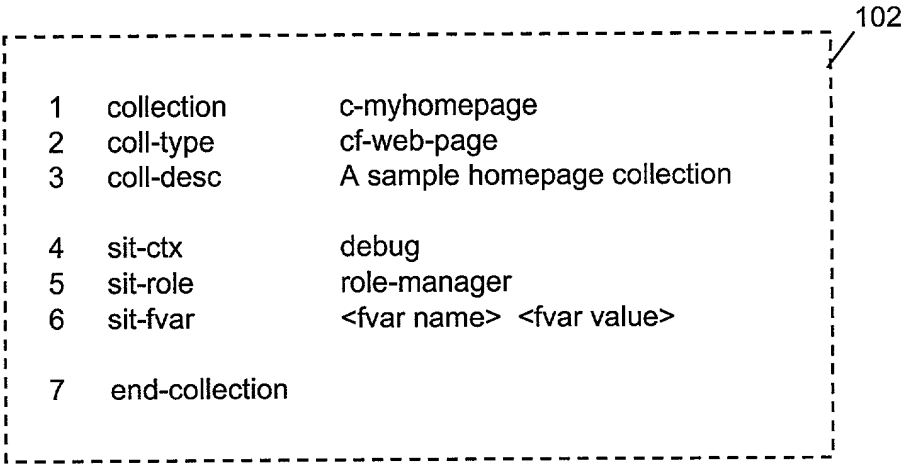 102
1 collection c-myhomepage
2 coll-type cf-web-page
3 coll-desc A sample homepage collection
4 sit-ctx debug
5 sit-role role-manager
6 sit-fvar <fvar name> <fvar value>
7 end-collection